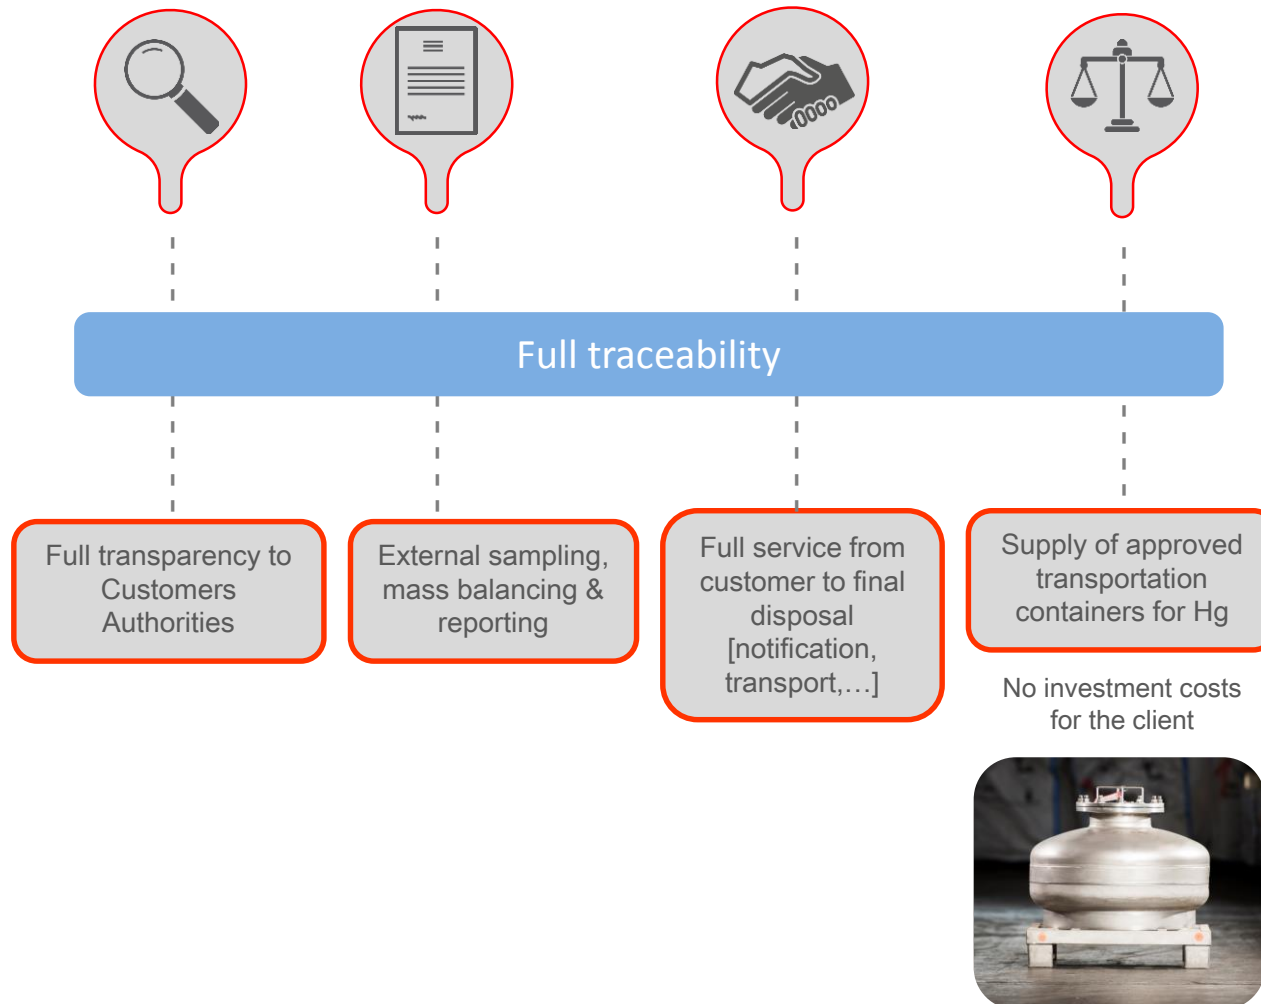 Full traceability
Full transparency to
Customers
Authorities
External sampling,
mass balancing &
reporting
Full service from
customer to final
disposal
[notification,
transport,…]
Supply of approved
transportation
containers for Hg
No investment costs
for the client